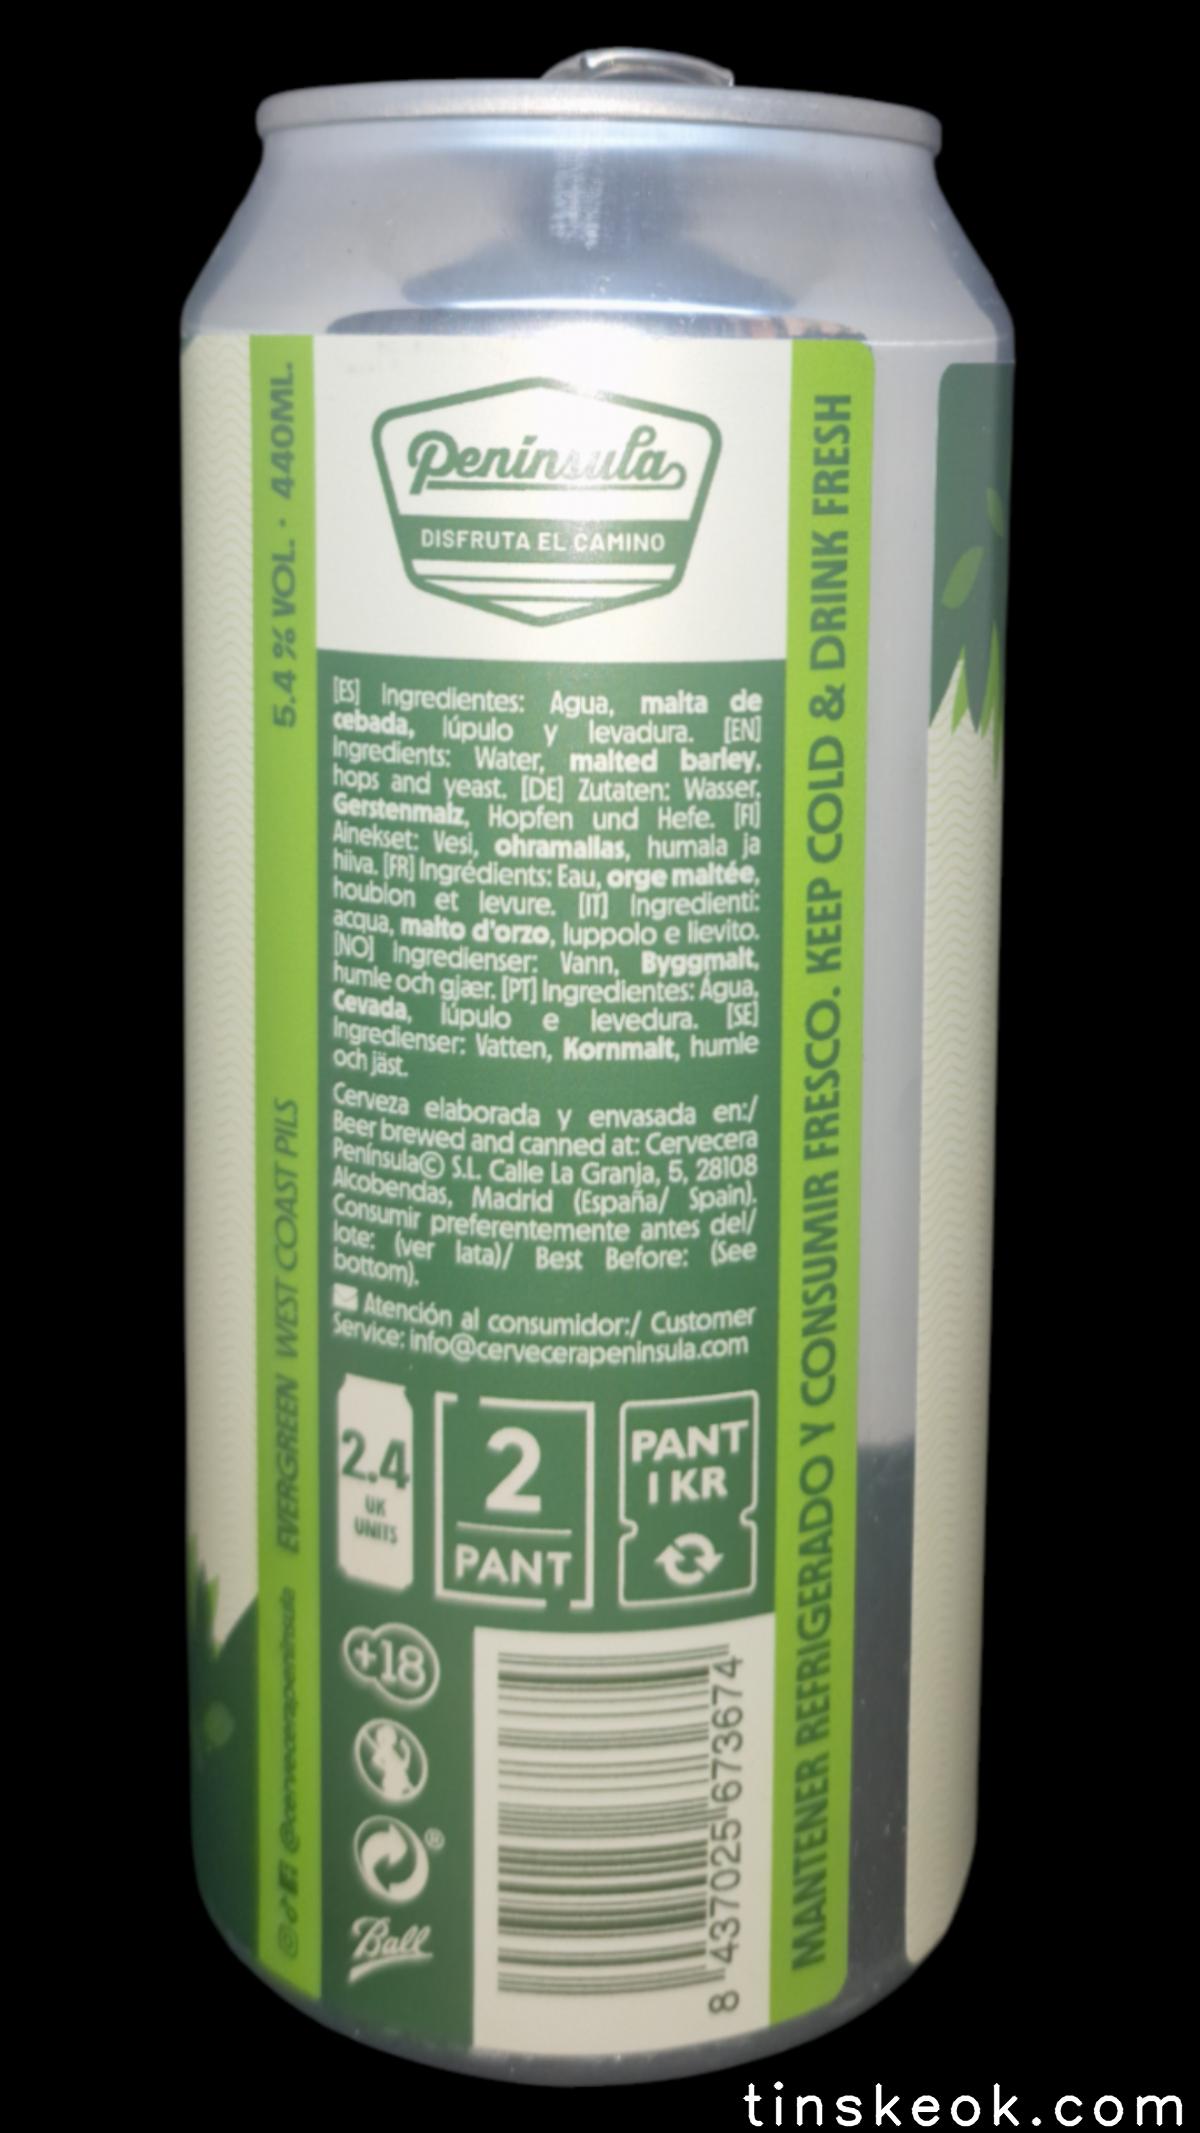 Península
DISFRUTA EL CAMINO
5.4 % VOL. · 440ML.
EVERGREEN WEST COAST PILS
@cervecerapeninsula
[ES] Ingredientes: Agua, malta de
cebada, lúpulo y levadura. [EN]
Ingredients: Water, malted barley,
hops and yeast. [DE] Zutaten: Wasser,
Gerstenmalz, Hopfen und Hefe. [FI]
Ainekset: Vesi, ohramallas, humala ja
hiiva. [FR] Ingrédients: Eau, orge maltée,
houblon et levure. [IT] Ingredienti:
acqua, malto d'orzo, luppolo e lievito.
[NO] Ingredienser: Vann, Byggmalt,
humle och gjær. [PT] Ingredientes: Água,
Cevada, lúpulo e levedura. [SE]
Ingredienser: Vatten, Kornmalt, humle
och jäst.
Cerveza elaborada y envasada en:/
Beer brewed and canned at: Cervecera
Península© S.L. Calle La Granja, 5, 28108
Alcobendas, Madrid (España/ Spain).
Consumir preferentemente antes del/
lote: (ver lata)/ Best Before: (See
bottom).
Atención al consumidor:/ Customer
Service: info@cervecerapeninsula.com
2.4
UK
UNITS
2
PANT
PANT
1 KR
+18
®
Ball
8 437025 673674
MANTENER REFRIGERADO Y CONSUMIR FRESCO. KEEP COLD & DRINK FRESH
tinskeok.com